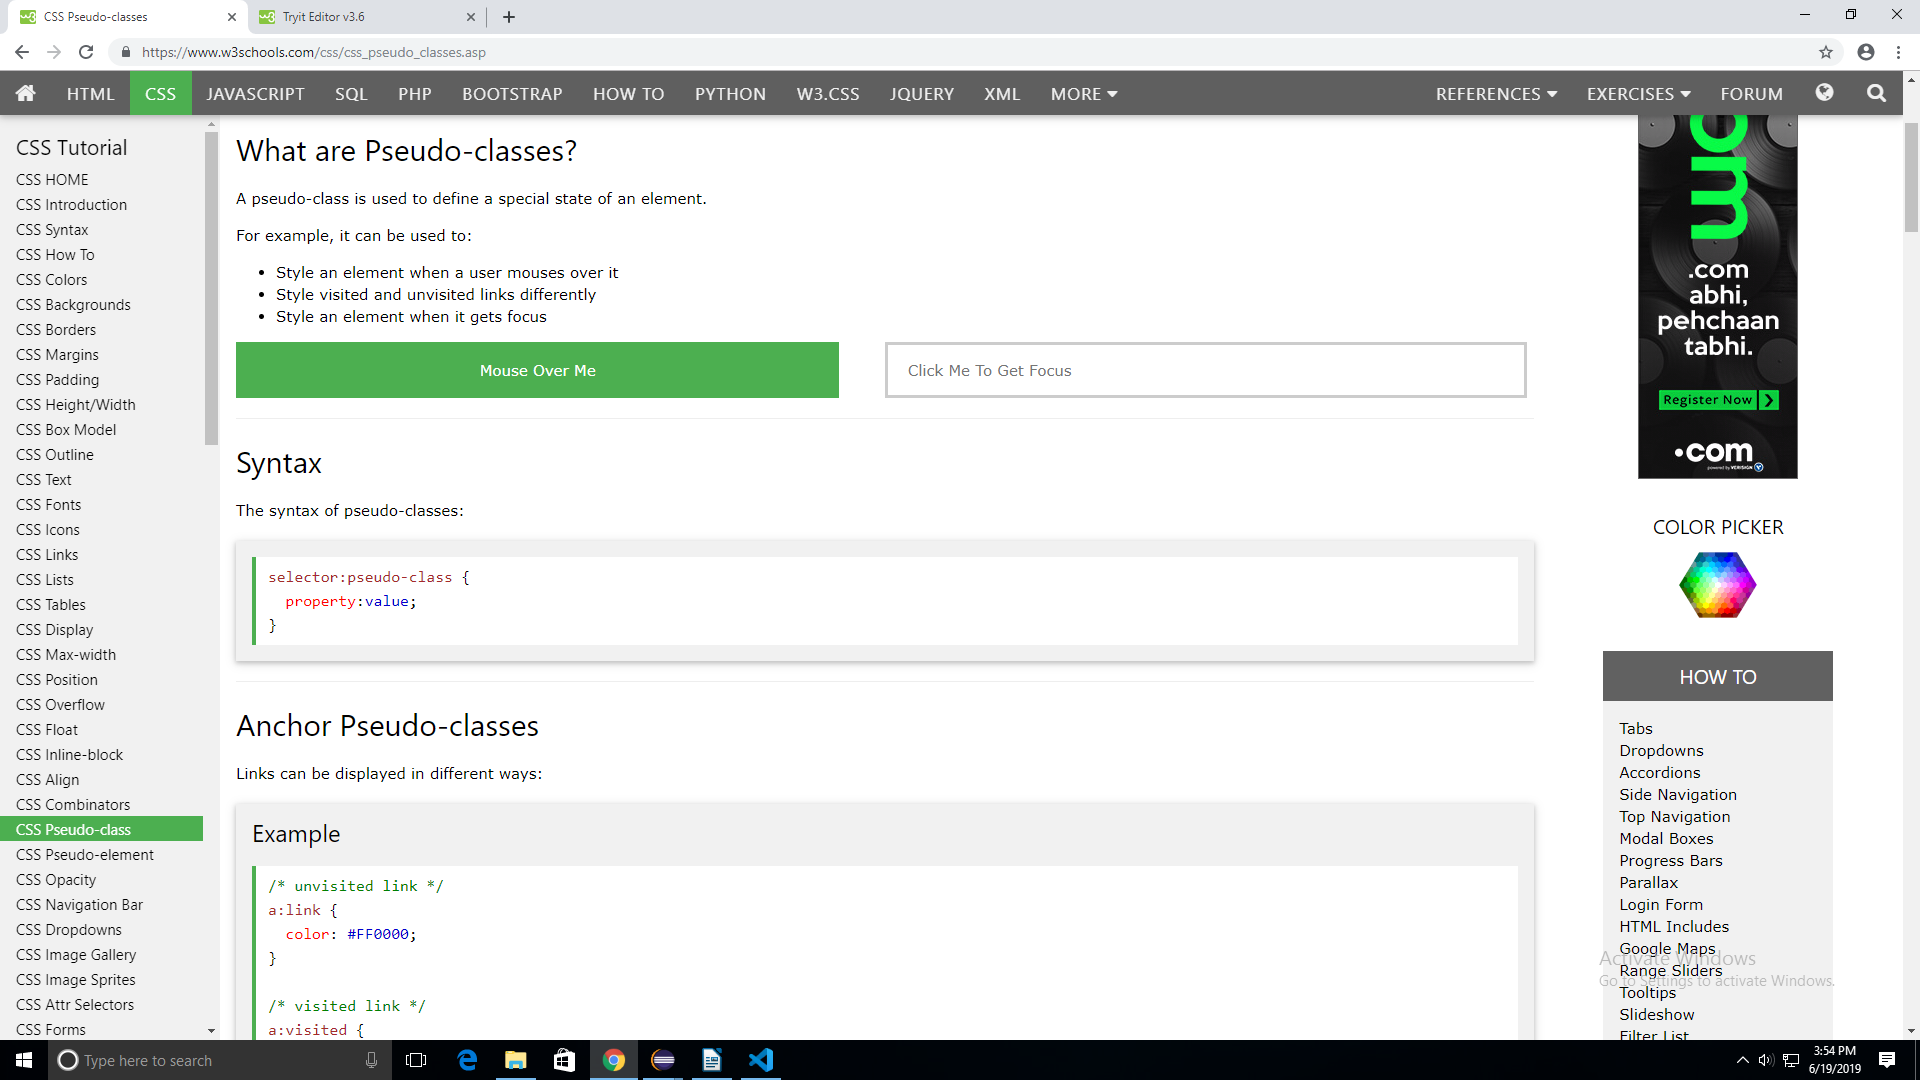 CSS Pseudo-classes
Tryit Editor v3.6
https://www.w3schools.com/css/css_pseudo_classes.asp
HTML CSS JAVASCRIPT SQL PHP BOOTSTRAP HOW TO PYTHON W3.CSS JQUERY XML MORE REFERENCES EXERCISES FORUM
CSS Tutorial
CSS HOME
CSS Introduction
CSS Syntax
CSS How To
CSS Colors
CSS Backgrounds
CSS Borders
CSS Margins
CSS Padding
CSS Height/Width
CSS Box Model
CSS Outline
CSS Text
CSS Fonts
CSS Icons
CSS Links
CSS Lists
CSS Tables
CSS Display
CSS Max-width
CSS Position
CSS Overflow
CSS Float
CSS Inline-block
CSS Align
CSS Combinators
CSS Pseudo-class
CSS Pseudo-element
CSS Opacity
CSS Navigation Bar
CSS Dropdowns
CSS Image Gallery
CSS Image Sprites
CSS Attr Selectors
CSS Forms
What are Pseudo-classes?
A pseudo-class is used to define a special state of an element.
For example, it can be used to:
• Style an element when a user mouses over it
• Style visited and unvisited links differently
• Style an element when it gets focus
Mouse Over Me
Click Me To Get Focus
Syntax
The syntax of pseudo-classes:
selector:pseudo-class {
property:value;
}
Anchor Pseudo-classes
Links can be displayed in different ways:
Example
/* unvisited link */
a:link {
color: #FF0000;
}
/* visited link */
a:visited {
om
.com
abhi,
pehchaan
tabhi.
Register Now
.com
powered by VERISIGN
COLOR PICKER
HOW TO
Tabs
Dropdowns
Accordions
Side Navigation
Top Navigation
Modal Boxes
Progress Bars
Parallax
Login Form
HTML Includes
Google Maps
Range Sliders
Tooltips
Slideshow
Filter List
Activate Windows
Go to Settings to activate Windows.
Type here to search
3:54 PM
6/19/2019